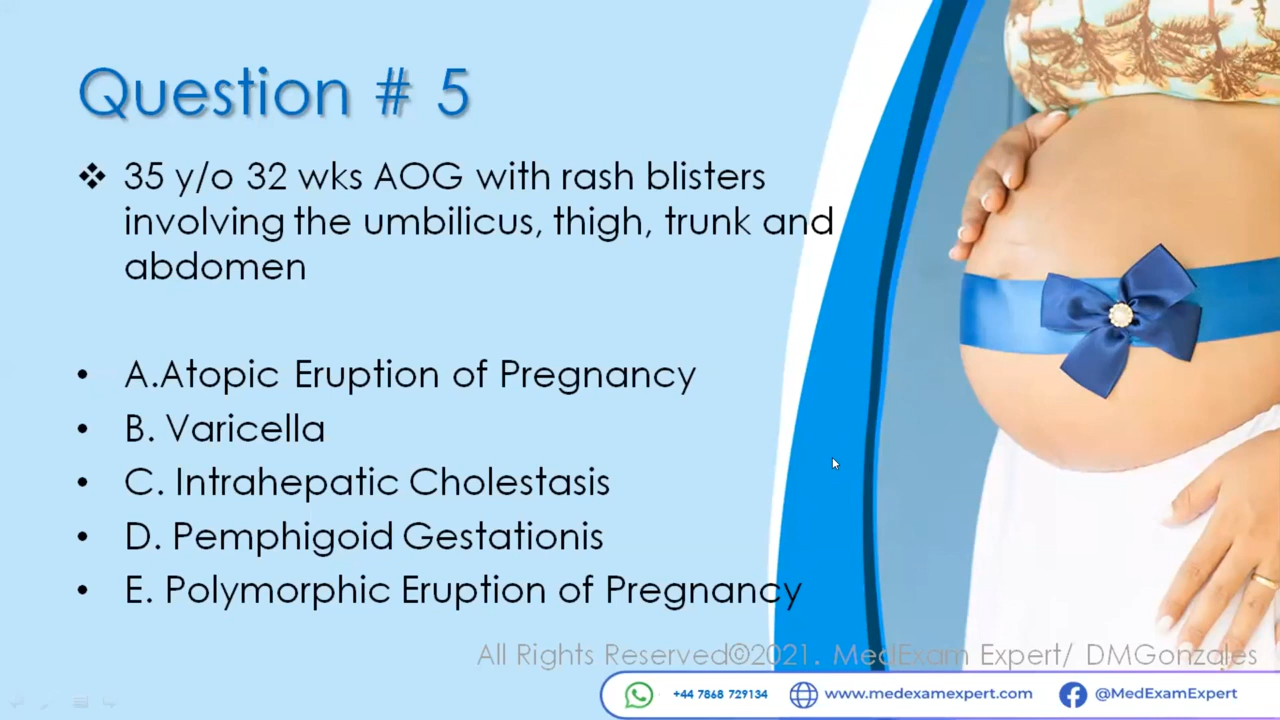 Question # 5
❖ 35 y/o 32 wks AOG with rash blisters
involving the umbilicus, thigh, trunk and
abdomen
• A.Atopic Eruption of Pregnancy
• B. Varicella
• C. Intrahepatic Cholestasis
• D. Pemphigoid Gestationis
• E. Polymorphic Eruption of Pregnancy
All Rights Reserved©2021. MedExam Expert/ DMGonzales
+44 7868 729134 www.medexamexpert.com @MedExamExpert